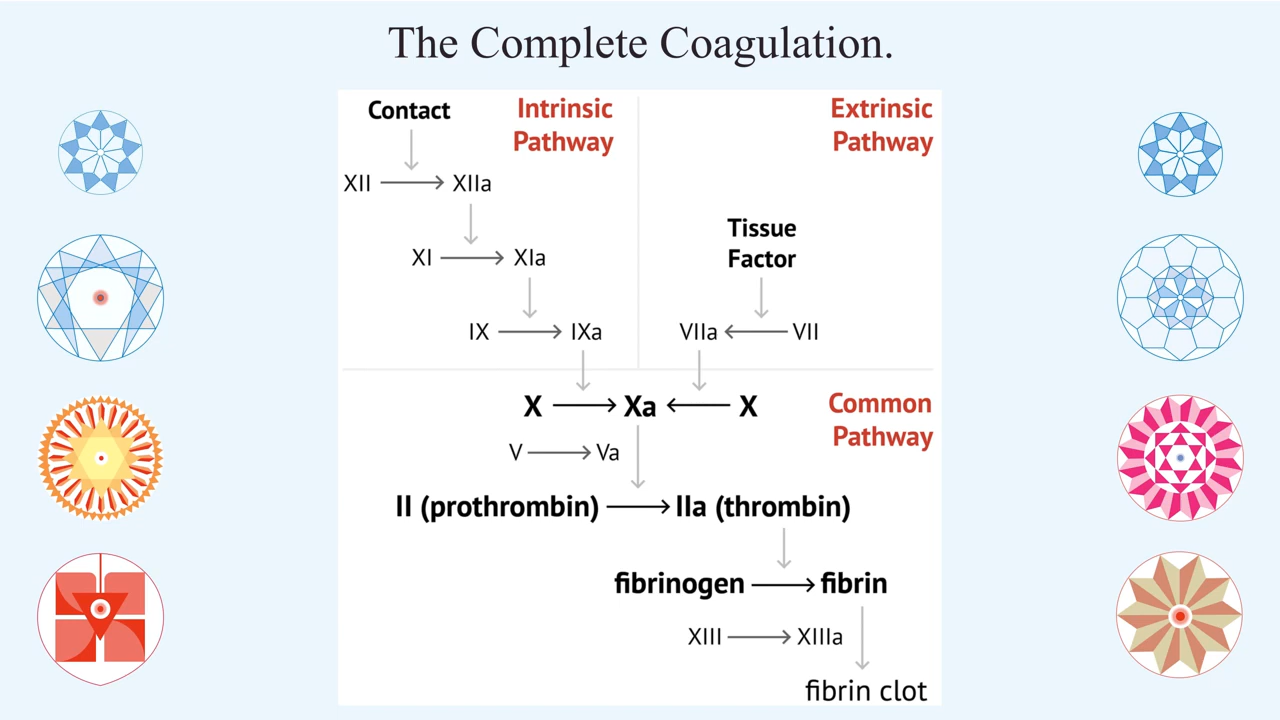 The Complete Coagulation.
Contact
Intrinsic
Pathway
Extrinsic
Pathway
XII XIIa
Tissue
Factor
XI XIa
IX IXa VIIa VII
X Xa X
Common
Pathway
V Va
II (prothrombin) IIa (thrombin)
fibrinogen fibrin
XIII XIIIa
fibrin clot